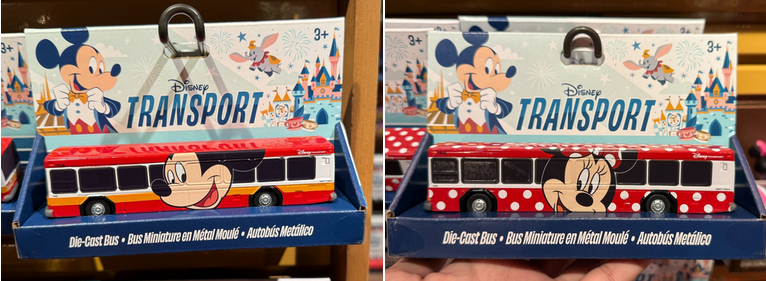 3+
Disney
TRANSPORT
Die-Cast Bus • Bus Miniature en Métal Moulé • Autobús Metálico
3+
3+
Disney
TRANSPORT
Die-Cast Bus • Bus Miniature en Métal Moulé • Autobús Metálico